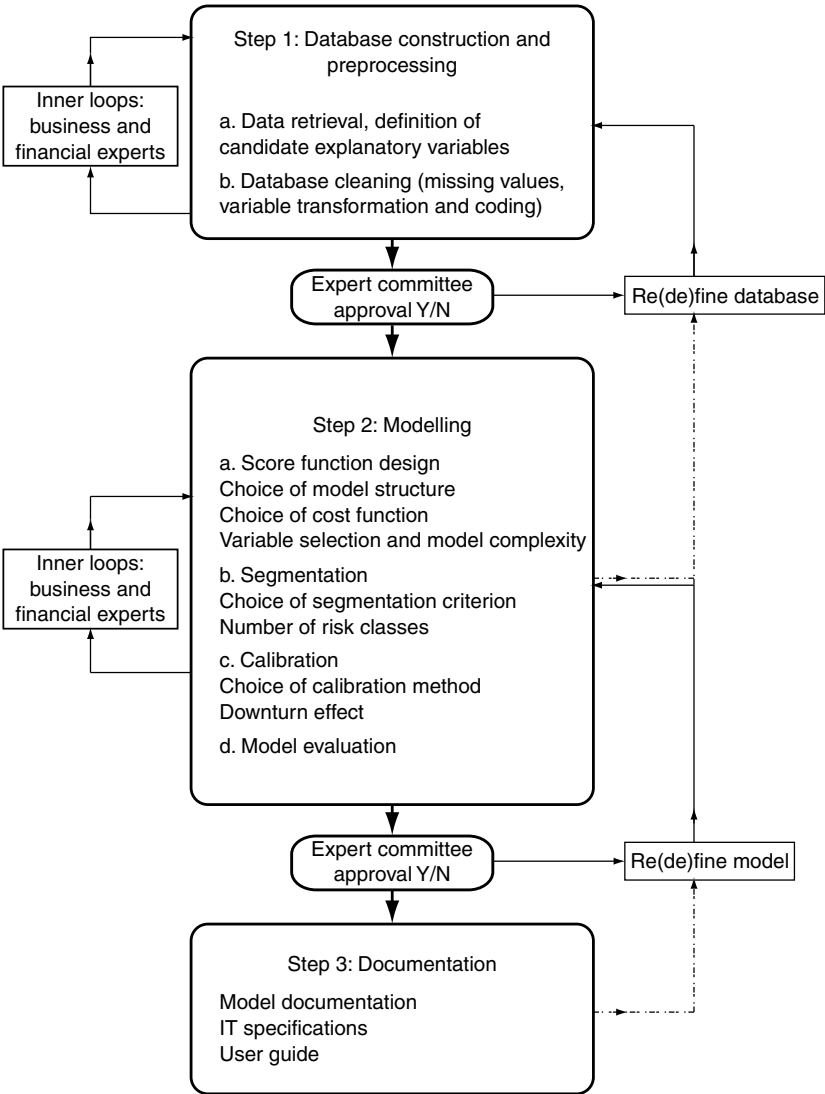 Step 1: Database construction and
preprocessing
Inner loops:
business and
financial experts
a. Data retrieval, definition of
candidate explanatory variables
b. Database cleaning (missing values,
variable transformation and coding)
Expert committee
approval Y/N
Re(de)fine database
Step 2: Modelling
a. Score function design
Choice of model structure
Choice of cost function
Variable selection and model complexity
Inner loops:
business and
financial experts
b. Segmentation
Choice of segmentation criterion
Number of risk classes
c. Calibration
Choice of calibration method
Downturn effect
d. Model evaluation
Expert committee
approval Y/N
Re(de)fine model
Step 3: Documentation
Model documentation
IT specifications
User guide